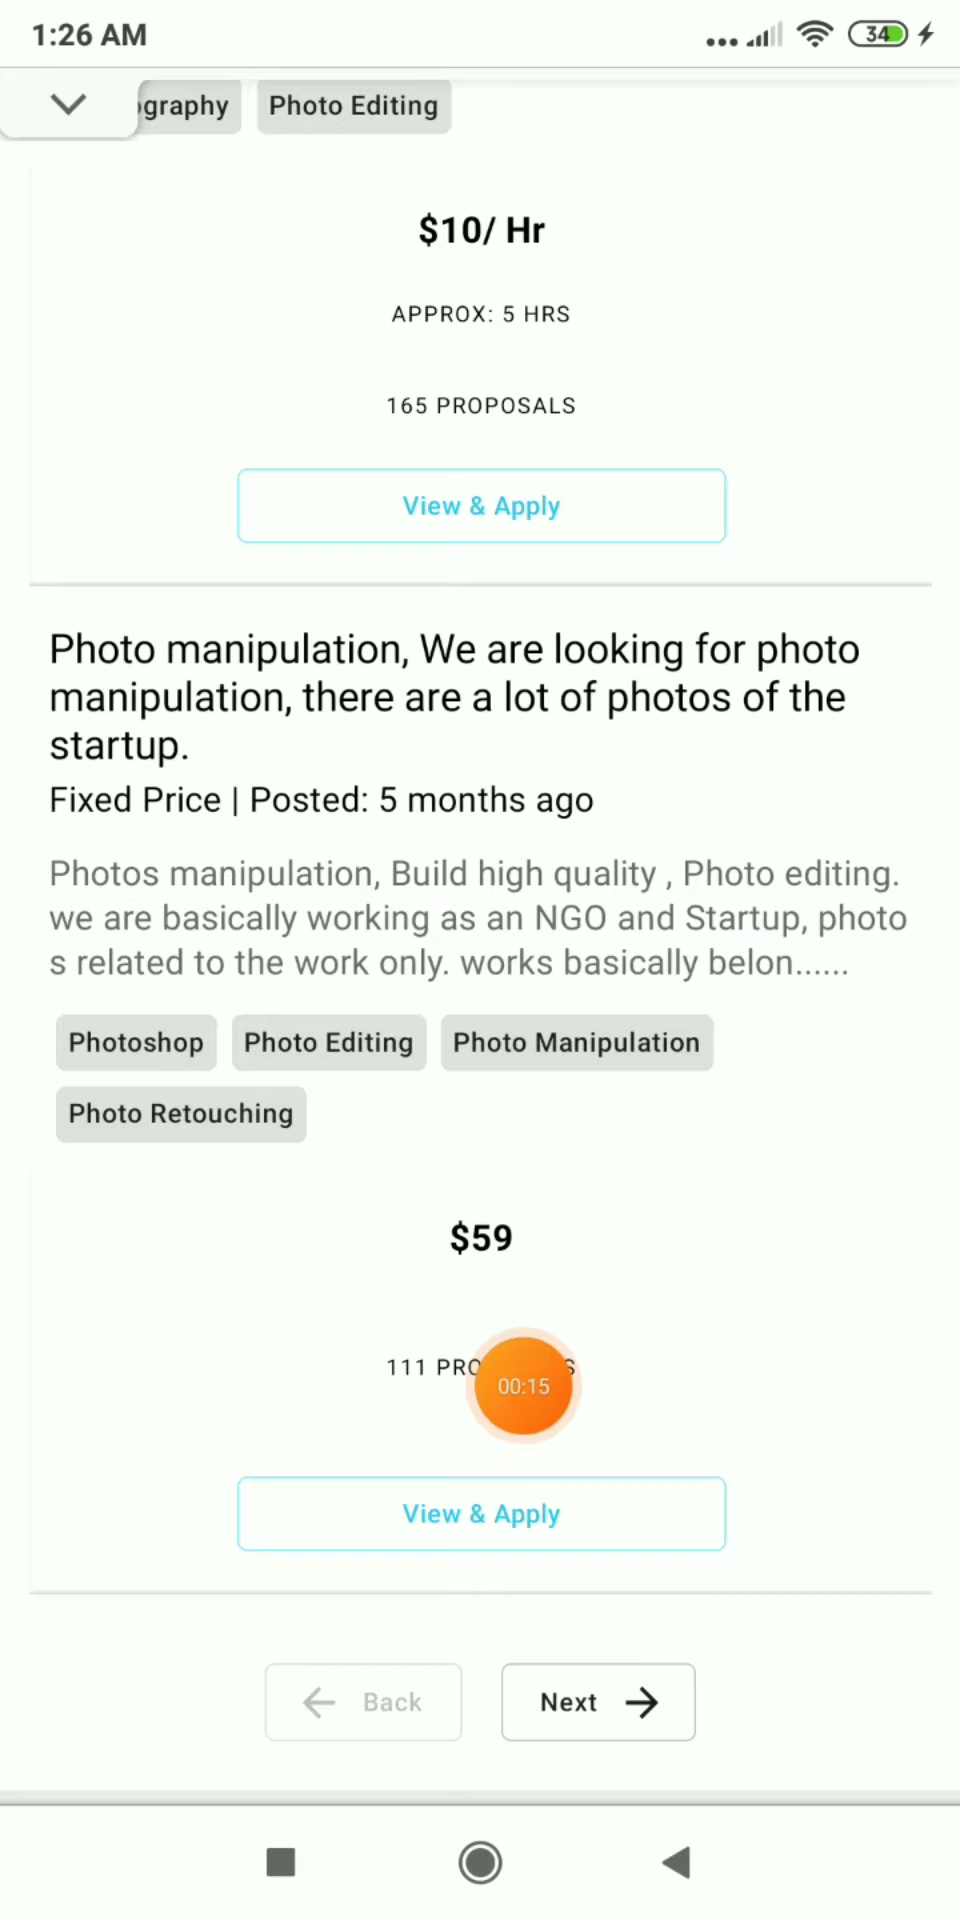 1:26 AM
34
ography
Photo Editing
$10/ Hr
APPROX: 5 HRS
165 PROPOSALS
View & Apply
Photo manipulation, We are looking for photo
manipulation, there are a lot of photos of the
startup.
Fixed Price | Posted: 5 months ago
Photos manipulation, Build high quality , Photo editing.
we are basically working as an NGO and Startup, photo
s related to the work only. works basically belon......
Photoshop
Photo Editing
Photo Manipulation
Photo Retouching
$59
111
00:15
View & Apply
Back
Next